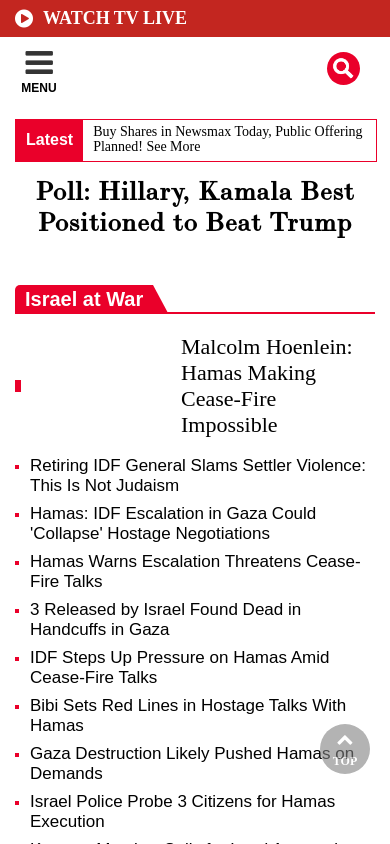 WATCH TV LIVE
MENU
Latest
Buy Shares in Newsmax Today, Public Offering
Planned! See More
Poll: Hillary, Kamala Best
Positioned to Beat Trump
Israel at War
Malcolm Hoenlein:
Hamas Making
Cease-Fire
Impossible
Retiring IDF General Slams Settler Violence:
This Is Not Judaism
Hamas: IDF Escalation in Gaza Could
'Collapse' Hostage Negotiations
Hamas Warns Escalation Threatens Cease-
Fire Talks
3 Released by Israel Found Dead in
Handcuffs in Gaza
IDF Steps Up Pressure on Hamas Amid
Cease-Fire Talks
Bibi Sets Red Lines in Hostage Talks With
Hamas
Gaza Destruction Likely Pushed Hamas on
Demands
TOP
Israel Police Probe 3 Citizens for Hamas
Execution